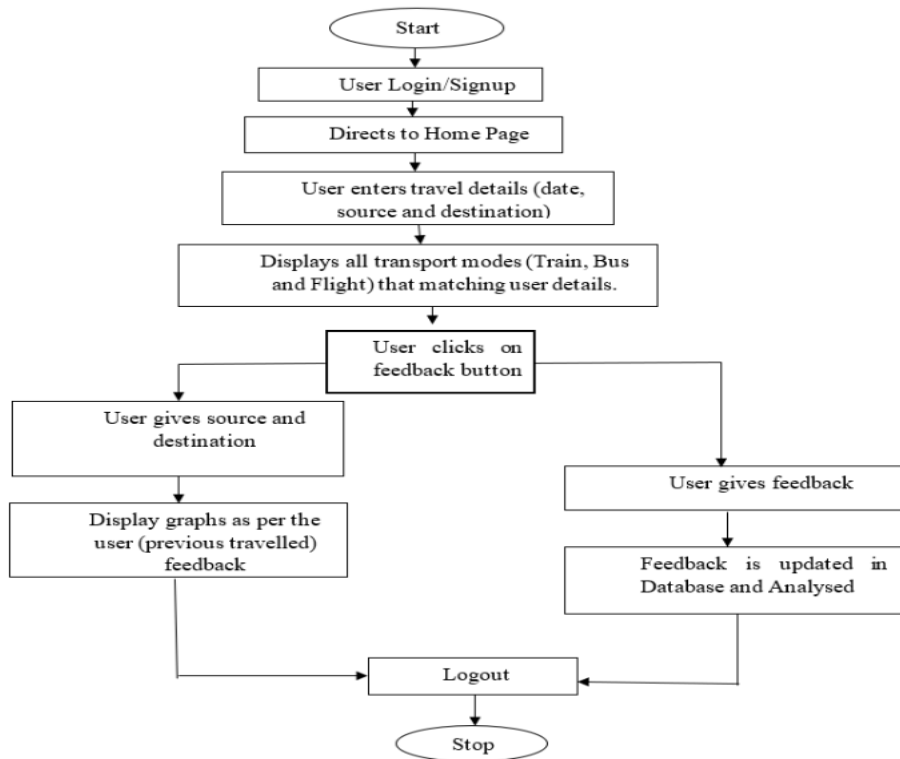 Start
User Login/Signup
Directs to Home Page
User enters travel details (date,
source and destination)
Displays all transport modes (Train, Bus
and Flight) that matching user details.
User clicks on
feedback button
User gives source and
destination
Display graphs as per the
user (previous travelled)
feedback
User gives feedback
Feedback is updated in
Database and Analysed
Logout
Stop